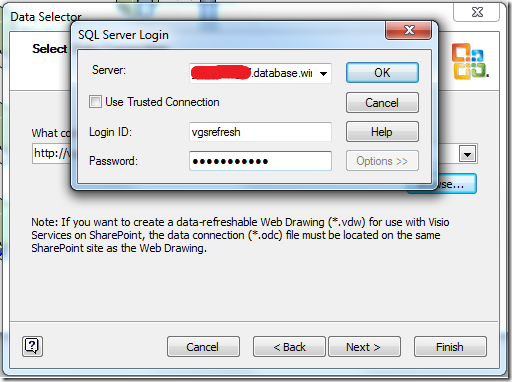 Data Selector
SQL Server Login
Server:
.database.wi
Use Trusted Connection
Login ID:
vgsrefresh
Password:
●●●●●●●●●●●
OK
Cancel
Help
Options >>
Select
What co
http://v
se...
Note: If you want to create a data-refreshable Web Drawing (*.vdw) for use with Visio
Services on SharePoint, the data connection (*.odc) file must be located on the same
SharePoint site as the Web Drawing.
?
Cancel
< Back
Next >
Finish